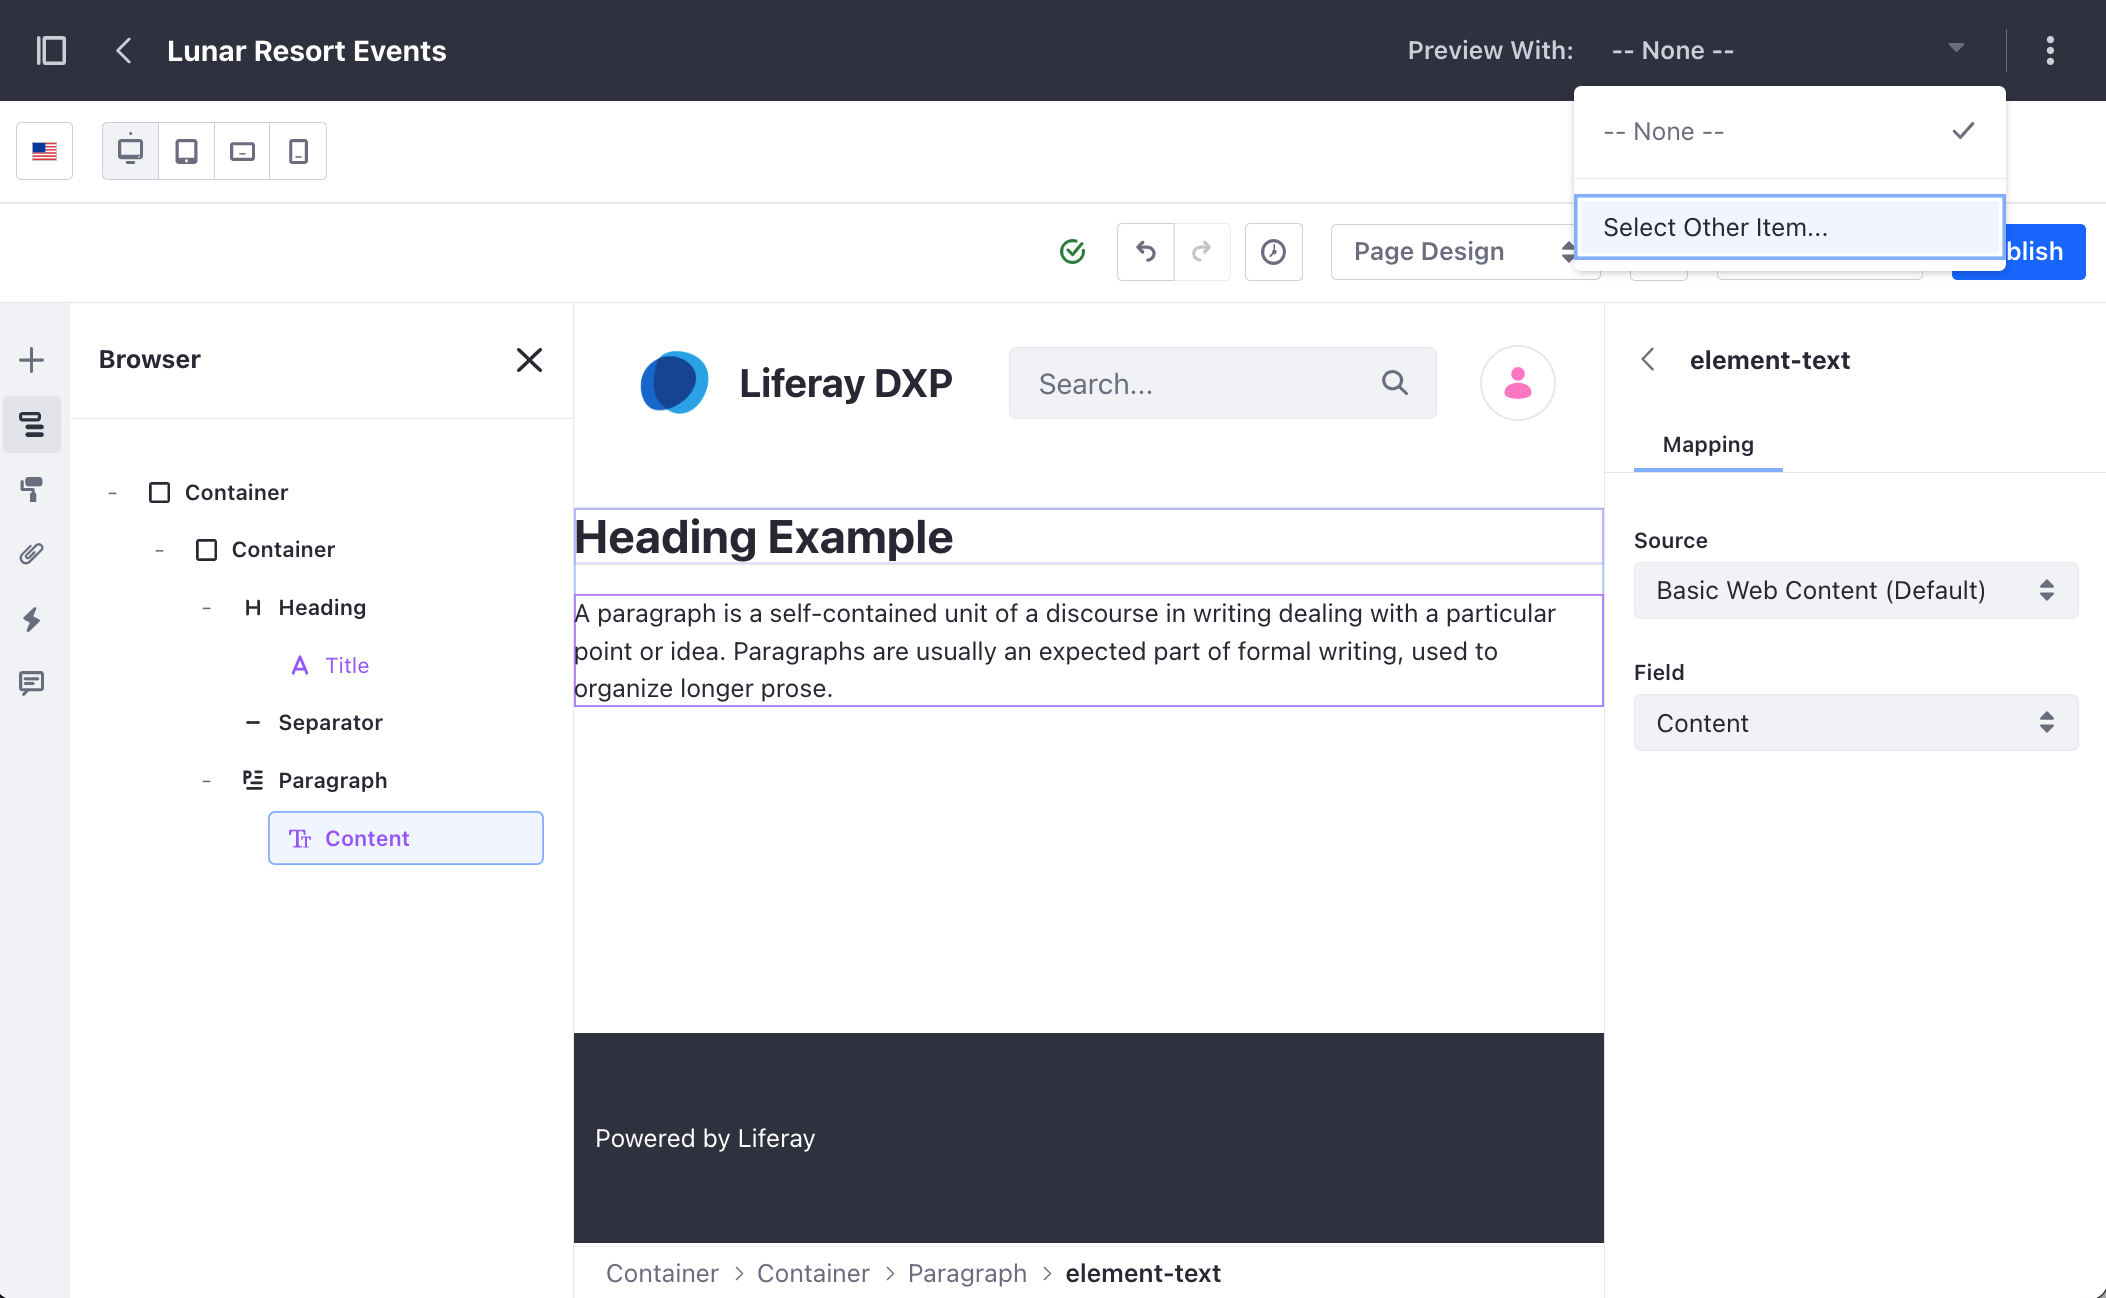 Lunar Resort Events
Preview With: -- None --
-- None --
Select Other Item...
Page Design
blish
Browser
Container
Container
H Heading
A Title
Separator
Paragraph
Content
Liferay DXP
Search...
Heading Example
A paragraph is a self-contained unit of a discourse in writing dealing with a particular
point or idea. Paragraphs are usually an expected part of formal writing, used to
organize longer prose.
Powered by Liferay
Container > Container > Paragraph > element-text
element-text
Mapping
Source
Basic Web Content (Default)
Field
Content